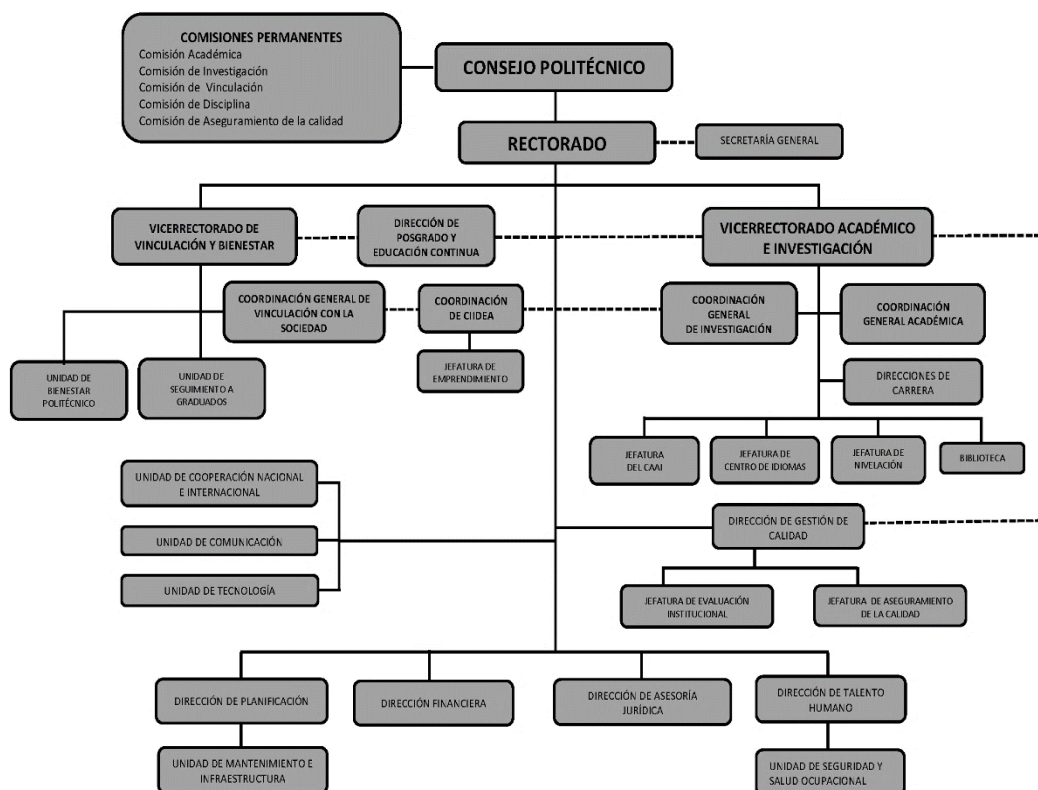 COMISIONES PERMANENTES
Comisión Académica
Comisión de Investigación
Comisión de Vinculación
Comisión de Disciplina
Comisión de Aseguramiento de la calidad
CONSEJO POLITÉCNICO
RECTORADO
SECRETARÍA GENERAL
VICERRECTORADO DE
VINCULACIÓN Y BIENESTAR
DIRECCIÓN DE
POSGRADO Y
EDUCACIÓN CONTINUA
VICERRECTORADO ACADÉMICO
E INVESTIGACIÓN
COORDINACIÓN GENERAL DE
VINCULACIÓN CON LA
SOCIEDAD
COORDINACIÓN
DE CIIDEA
COORDINACIÓN
GENERAL
DE INVESTIGACIÓN
COORDINACIÓN
GENERAL ACADÉMICA
UNIDAD DE
BIENESTAR
POLITÉCNICO
UNIDAD DE
SEGUIMIENTO A
GRADUADOS
JEFATURA DE
EMPRENDIMIENTO
DIRECCIONES DE
CARRERA
JEFATURA
DEL CAAI
JEFATURA DE
CENTRO DE IDIOMAS
JEFATURA DE
NIVELACIÓN
BIBLIOTECA
UNIDAD DE COOPERACIÓN NACIONAL
E INTERNACIONAL
UNIDAD DE COMUNICACIÓN
UNIDAD DE TECNOLOGÍA
DIRECCIÓN DE GESTIÓN DE
CALIDAD
JEFATURA DE EVALUACIÓN
INSTITUCIONAL
JEFATURA DE ASEGURAMIENTO
DE LA CALIDAD
DIRECCIÓN DE PLANIFICACIÓN
DIRECCIÓN FINANCIERA
DIRECCIÓN DE ASESORÍA
JURÍDICA
DIRECCIÓN DE TALENTO
HUMANO
UNIDAD DE MANTENIMIENTO E
INFRAESTRUCTURA
UNIDAD DE SEGURIDAD Y
SALUD OCUPACIONAL